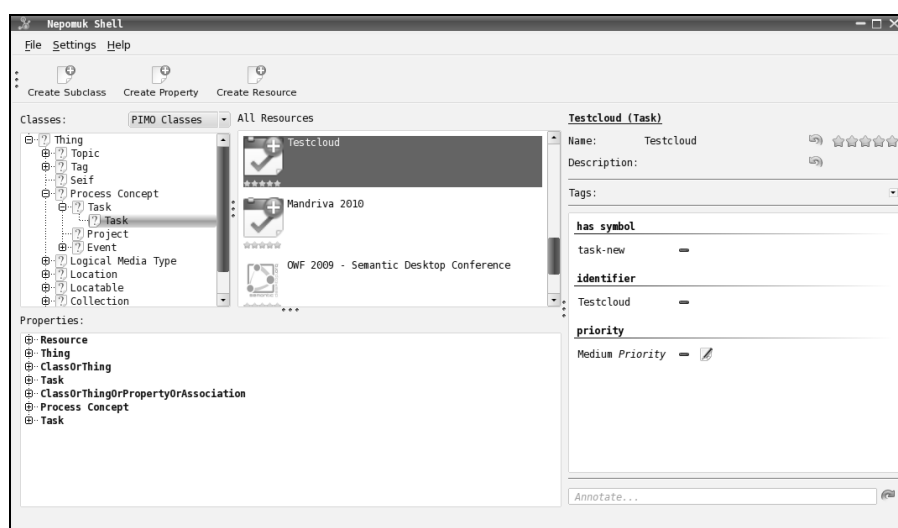 Nepomuk Shell
File Settings Help
Create Subclass Create Property Create Resource
Classes: PIMO Classes
Thing
Topic
Tag
Seif
Process Concept
Task
Task
Project
Event
Logical Media Type
Location
Locatable
Collection
All Resources
Testcloud
Mandriva 2010
OWF 2009 - Semantic Desktop Conference
Properties:
Resource
Thing
ClassOrThing
Task
ClassOrThingOrPropertyOrAssociation
Process Concept
Task
Testcloud (Task)
Name: Testcloud
Description:
Tags:
has symbol
task-new
identifier
Testcloud
priority
Medium Priority
Annotate...